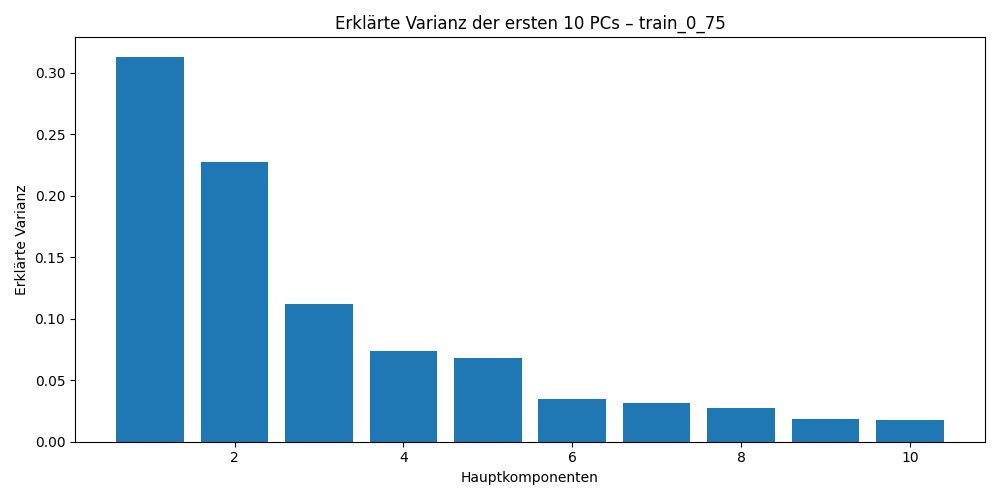 Erklärte Varianz der ersten 10 PCs – train_0_75
Erklärte Varianz
0.30
0.25
0.20
0.15
0.10
0.05
0.00
2 4 6 8 10
Hauptkomponenten